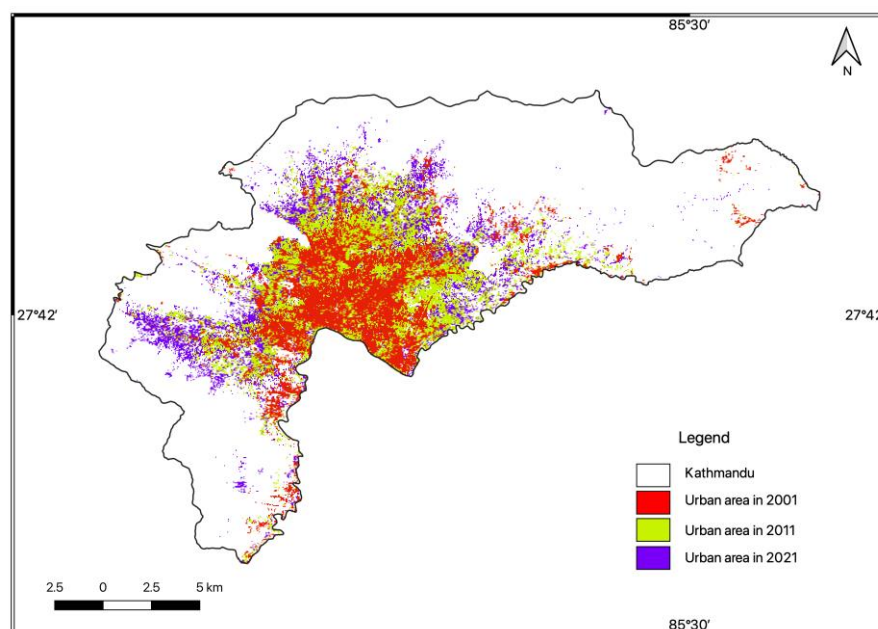 85°30'
N
27°42'
27°42'
Legend
Kathmandu
Urban area in 2001
Urban area in 2011
Urban area in 2021
2.5 0 2.5 5 km
85°30'